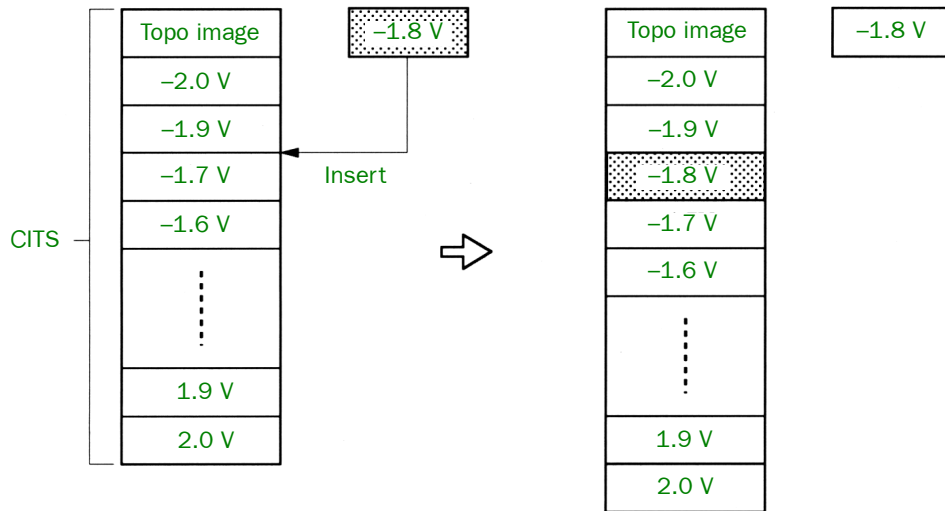 Topo image
–2.0 V
–1.9 V
–1.7 V
–1.6 V
1.9 V
2.0 V
CITS
–1.8 V
Insert
Topo image
–2.0 V
–1.9 V
–1.8 V
–1.7 V
–1.6 V
1.9 V
2.0 V
–1.8 V